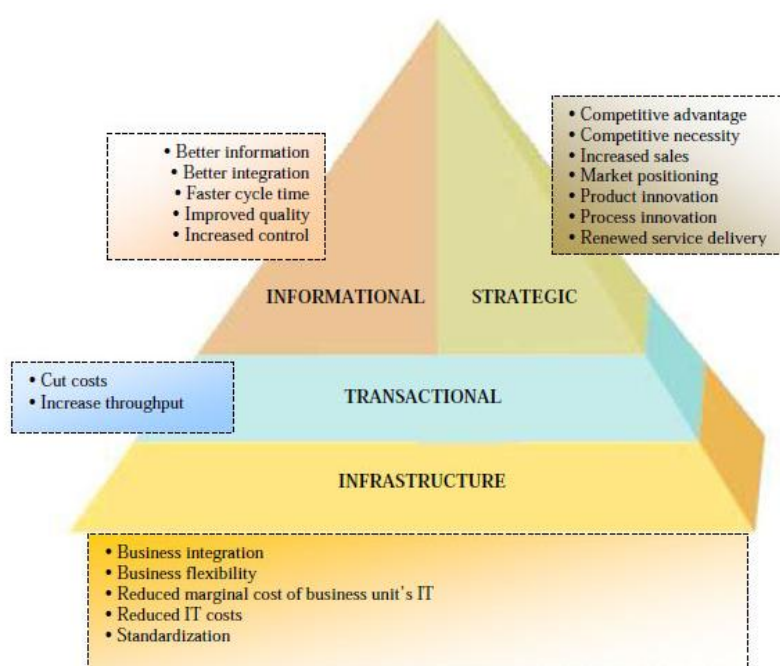 • Better information
• Better integration
• Faster cycle time
• Improved quality
• Increased control
• Competitive advantage
• Competitive necessity
• Increased sales
• Market positioning
• Product innovation
• Process innovation
• Renewed service delivery
INFORMATIONAL
STRATEGIC
• Cut costs
• Increase throughput
TRANSACTIONAL
INFRASTRUCTURE
• Business integration
• Business flexibility
• Reduced marginal cost of business unit's IT
• Reduced IT costs
• Standardization